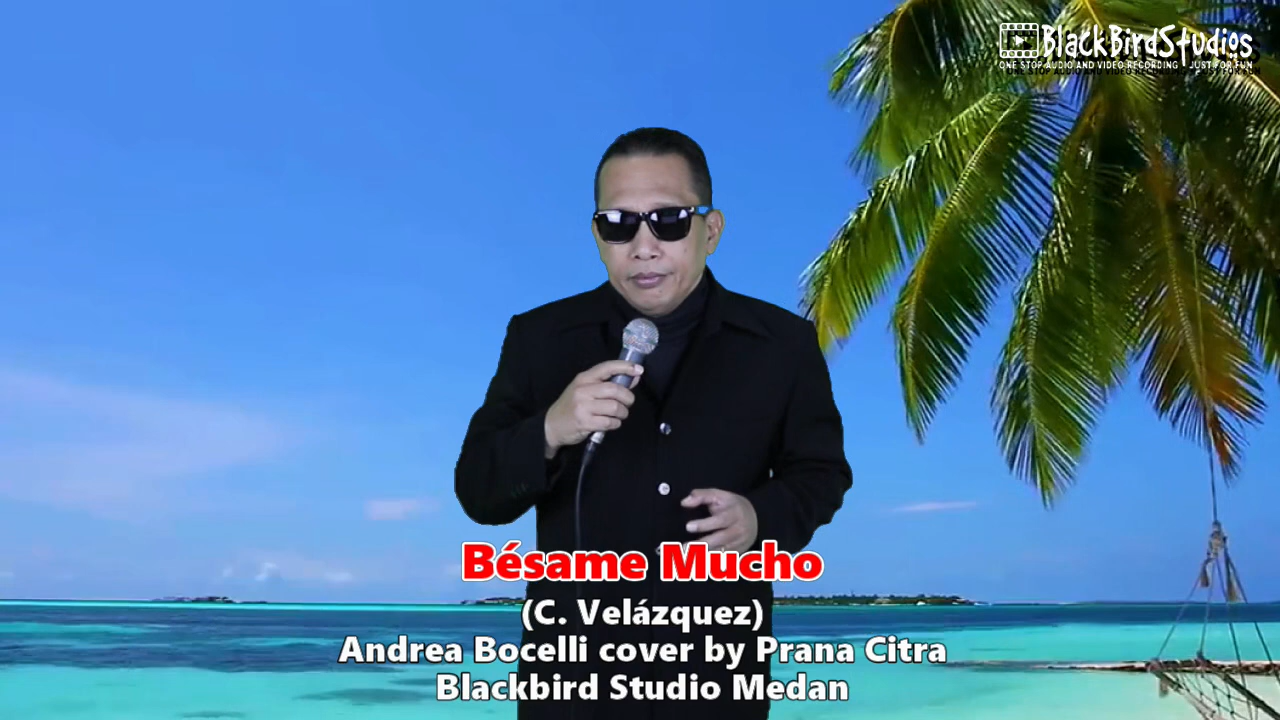 BlackBirdStudios
ONE STOP AUDIO AND VIDEO RECORDING * JUST FOR FUN
Bésame Mucho
(C. Velázquez)
Andrea Bocelli cover by Prana Citra
Blackbird Studio Medan